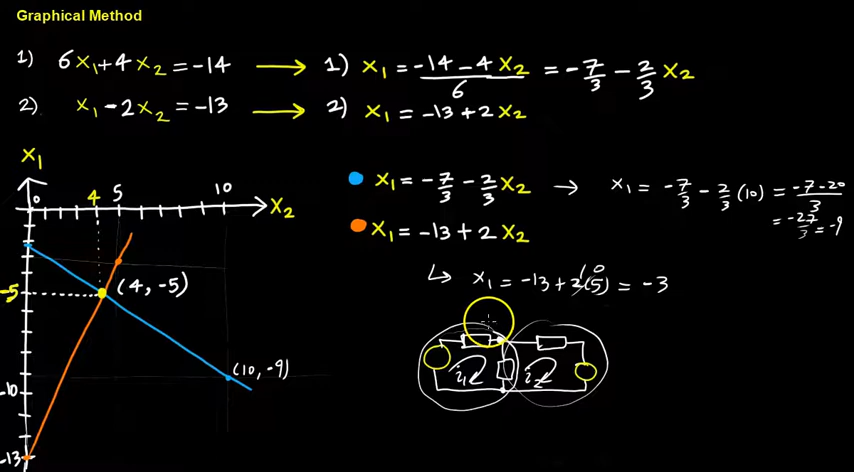 Graphical Method
1) 6x₁+4x₂=-14 → 1) x₁ = (-14-4x₂)/6 = -7/3 - 2/3 x₂
2) x₁-2x₂=-13 → 2) x₁ = -13+2x₂
x₁
0 4 5 10 x₂
x₁ = -7/3 - 2/3 x₂ → x₁ = -7/3 - 2/3 (10) = (-7-20)/3
= -27/3 = -9
x₁ = -13+2x₂
↳ x₁ = -13+2(5) = -3
(4, -5)
-5
(10, -9)
-10
-13
i₁ i₂